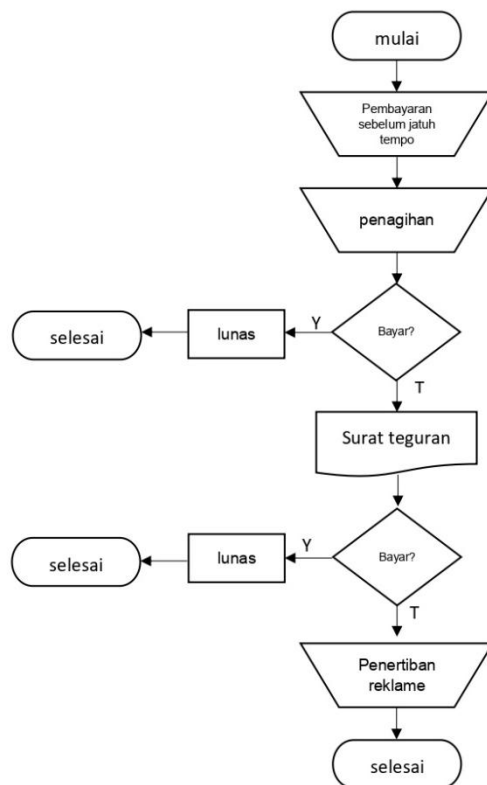 mulai
Pembayaran
sebelum jatuh
tempo
penagihan
Bayar?
Y
lunas
selesai
T
Surat teguran
Bayar?
Y
lunas
selesai
T
Penertiban
reklame
selesai